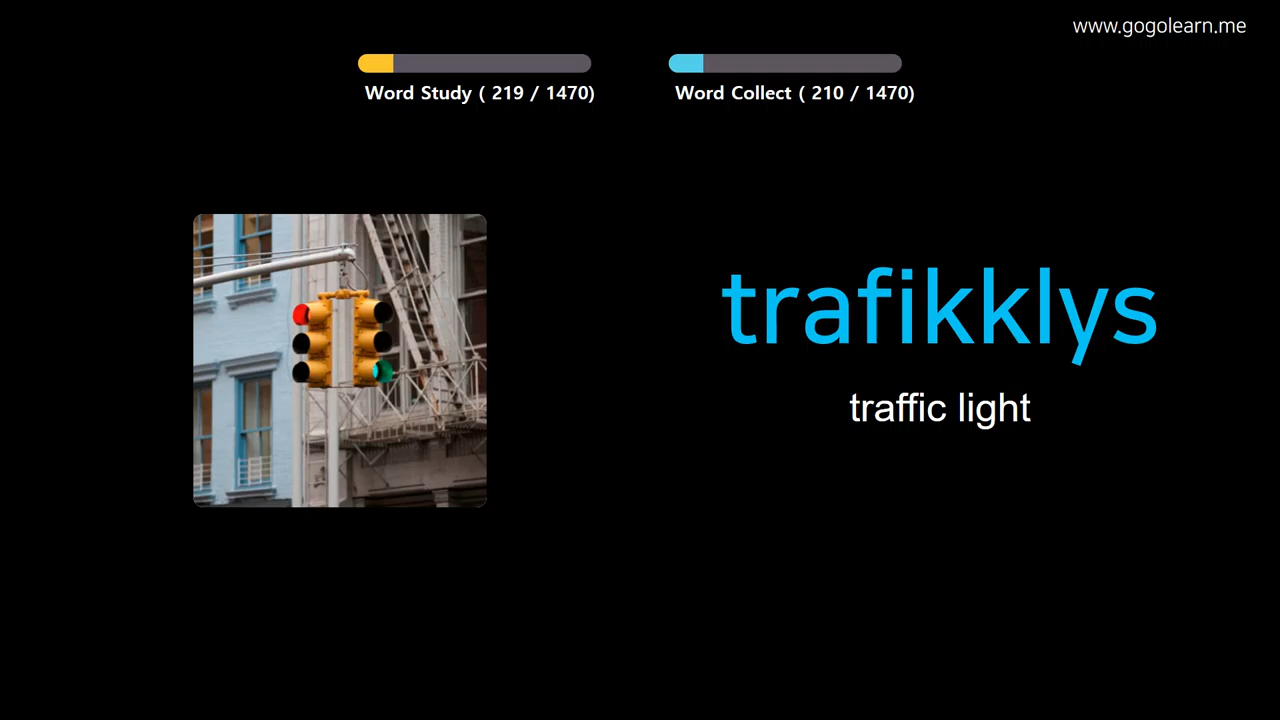 www.gogolearn.me
Word Study ( 219 / 1470)
Word Collect ( 210 / 1470)
trafikklys
traffic light